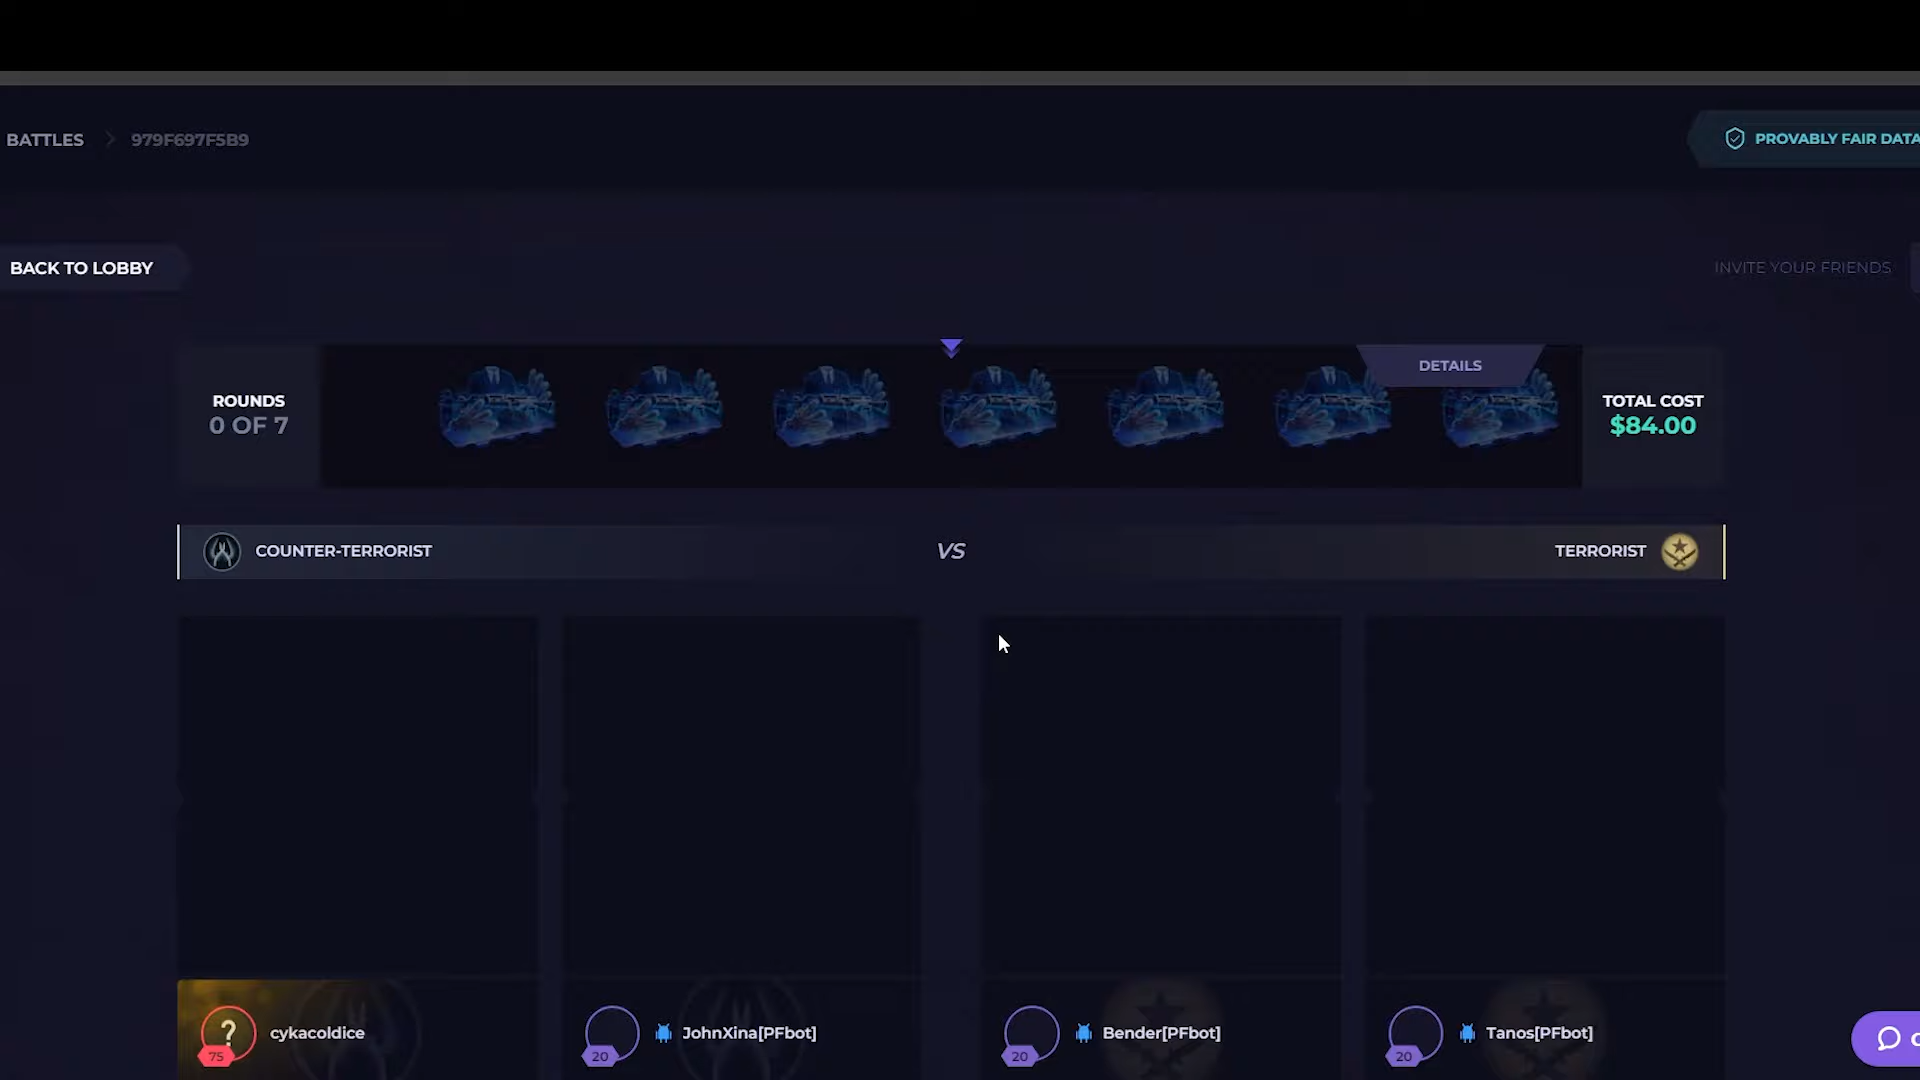 BATTLES 979F697F5B9
PROVABLY FAIR DATA
BACK TO LOBBY
INVITE YOUR FRIENDS
DETAILS
ROUNDS
0 OF 7
TOTAL COST
$84.00
COUNTER-TERRORIST
VS
TERRORIST
?
75
cykacoldice
20
JohnXina[PFbot]
20
Bender[PFbot]
20
Tanos[PFbot]